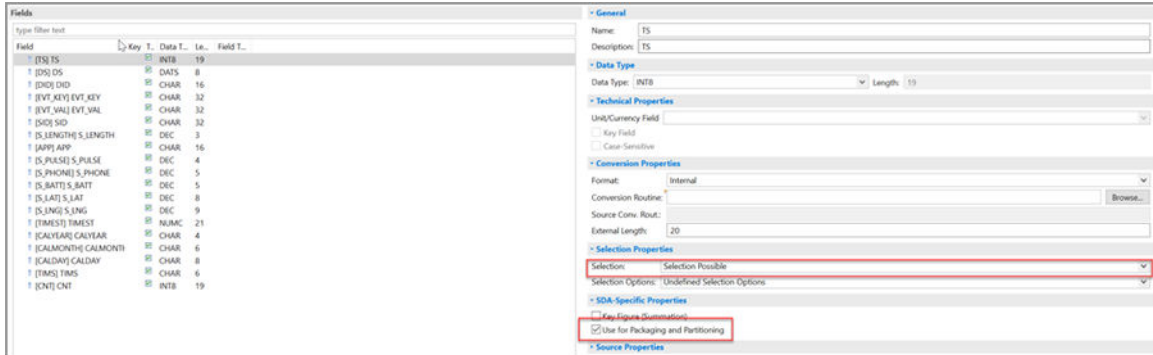 Fields
type filter text
Field Key T... Data T... Le... Field T...
[TS] TS INT8 19
[DS] DS DATS 8
[DID] DID CHAR 16
[EVT_KEY] EVT_KEY CHAR 32
[EVT_VAL] EVT_VAL CHAR 32
[SID] SID CHAR 32
[S_LENGTH] S_LENGTH DEC 3
[APP] APP CHAR 16
[S_PULSE] S_PULSE DEC 4
[S_PHONE] S_PHONE DEC 5
[S_BATT] S_BATT DEC 5
[S_LAT] S_LAT DEC 8
[S_LNG] S_LNG DEC 9
[TIMEST] TIMEST NUMC 21
[CALYEAR] CALYEAR CHAR 4
[CALMONTH] CALMONTH CHAR 6
[CALDAY] CALDAY CHAR 8
[TIMS] TIMS CHAR 6
[CNT] CNT INT8 19
General
Name: TS
Description: TS
Data Type
Data Type: INT8 Length: 19
Technical Properties
Unit/Currency Field
Key Field
Case-Sensitive
Conversion Properties
Format: Internal
Conversion Routine: Browse...
Source Conv. Rout.:
External Length: 20
Selection Properties
Selection: Selection Possible
Selection Options: Undefined Selection Options
SDA-Specific Properties
Key Figure (Summation)
Use for Packaging and Partitioning
Source Properties